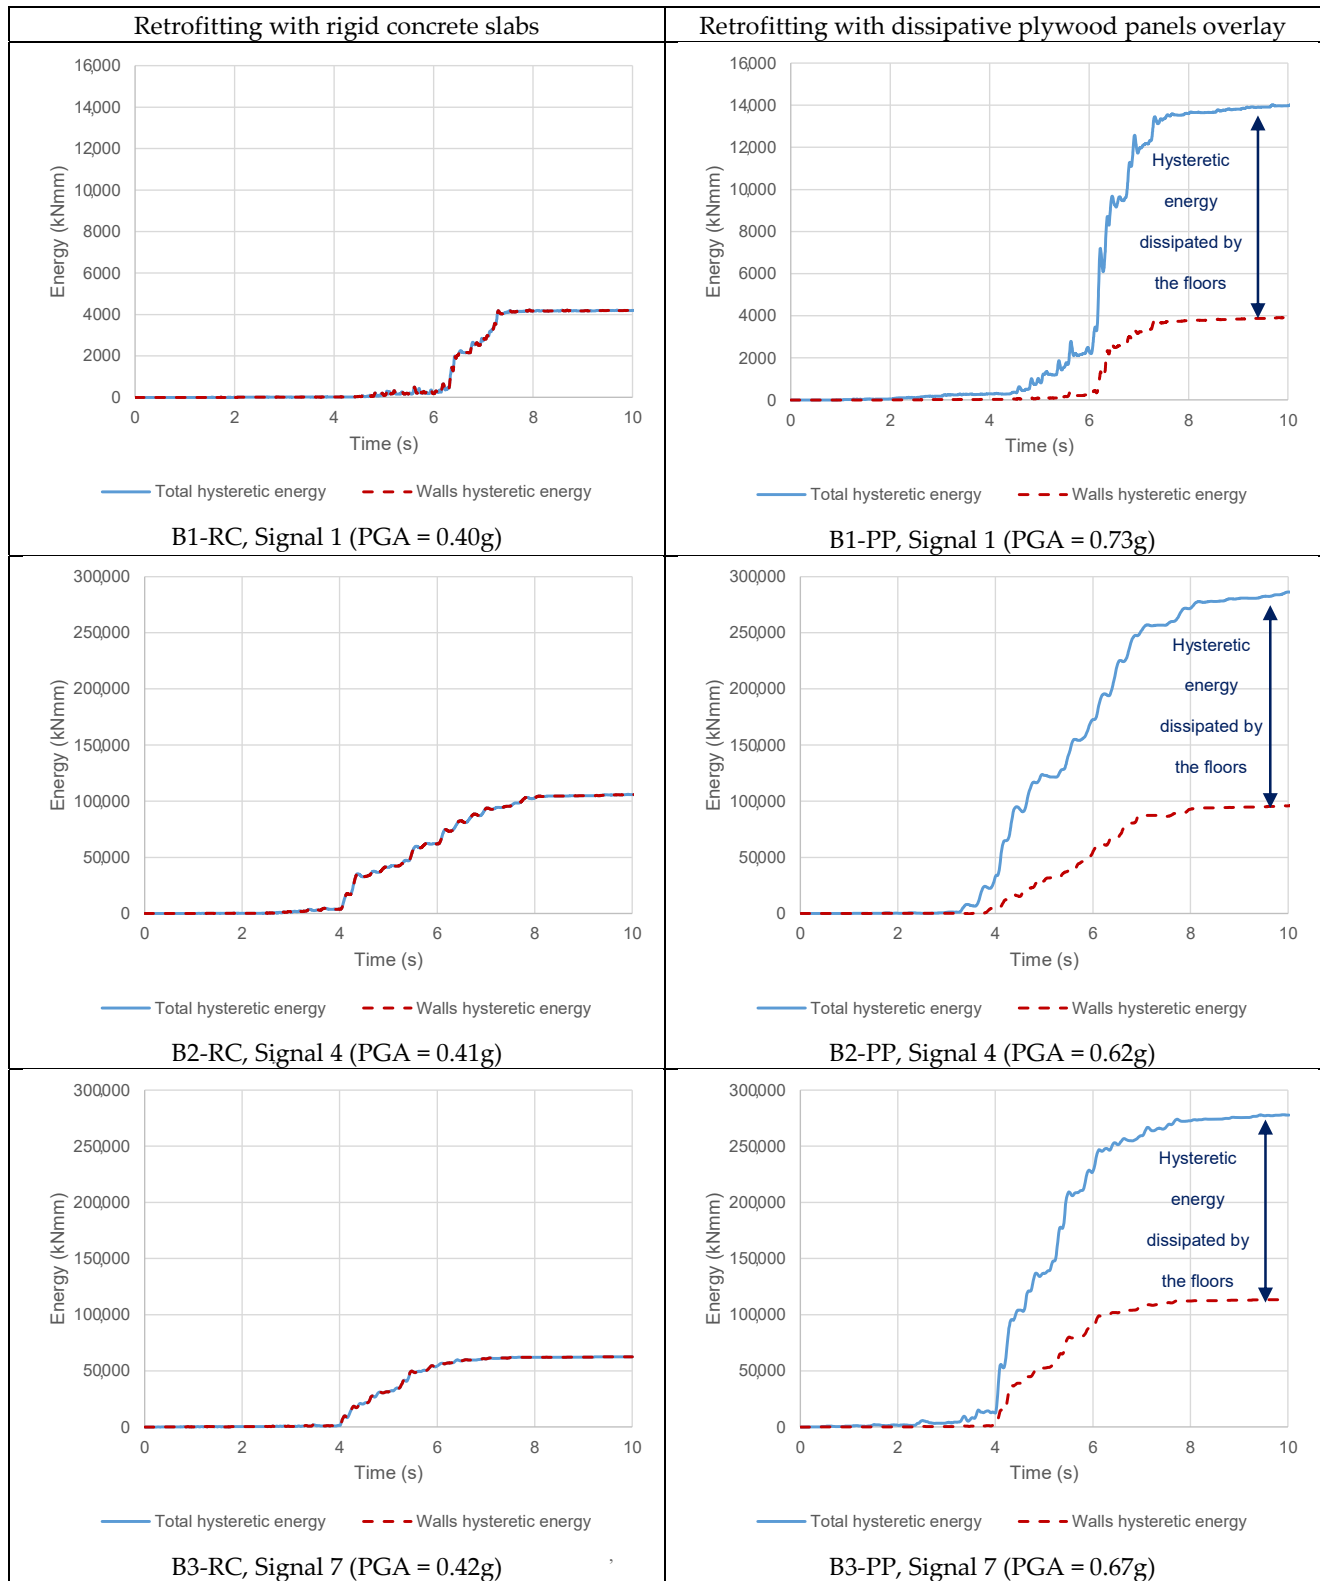 Retrofitting with rigid concrete slabs
Retrofitting with dissipative plywood panels overlay
16,000
14,000
12,000
10,000
8000
6000
4000
2000
0
Energy (kNmm)
0 2 4 6 8 10
Time (s)
Total hysteretic energy Walls hysteretic energy
B1-RC, Signal 1 (PGA = 0.40g)
16,000
14,000
12,000
10,000
8000
6000
4000
2000
0
Energy (kNmm)
Hysteretic
energy
dissipated by
the floors
0 2 4 6 8 10
Time (s)
Total hysteretic energy Walls hysteretic energy
B1-PP, Signal 1 (PGA = 0.73g)
300,000
250,000
200,000
150,000
100,000
50,000
0
Energy (kNmm)
0 2 4 6 8 10
Time (s)
Total hysteretic energy Walls hysteretic energy
B2-RC, Signal 4 (PGA = 0.41g)
300,000
250,000
200,000
150,000
100,000
50,000
0
Energy (kNmm)
Hysteretic
energy
dissipated by
the floors
0 2 4 6 8 10
Time (s)
Total hysteretic energy Walls hysteretic energy
B2-PP, Signal 4 (PGA = 0.62g)
300,000
250,000
200,000
150,000
100,000
50,000
0
Energy (kNmm)
0 2 4 6 8 10
Time (s)
Total hysteretic energy Walls hysteretic energy
B3-RC, Signal 7 (PGA = 0.42g)
300,000
250,000
200,000
150,000
100,000
50,000
0
Energy (kNmm)
Hysteretic
energy
dissipated by
the floors
0 2 4 6 8 10
Time (s)
Total hysteretic energy Walls hysteretic energy
B3-PP, Signal 7 (PGA = 0.67g)